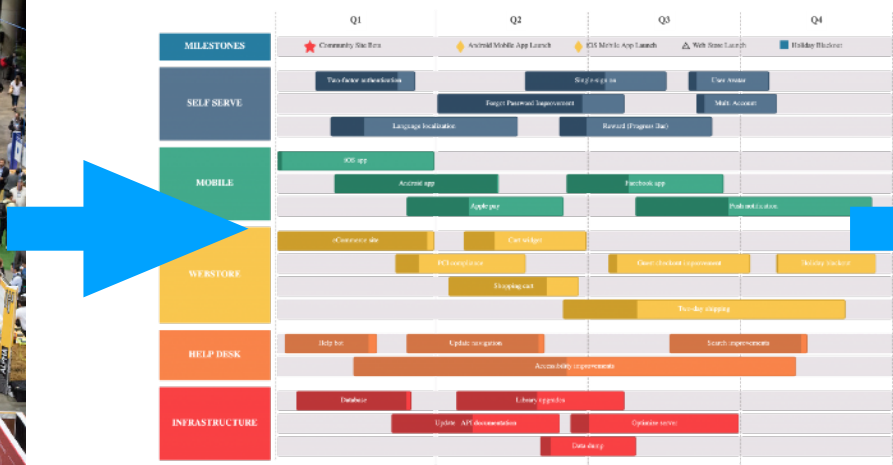 Q1 Q2 Q3 Q4
MILESTONES Community Site Beta Android Mobile App Launch iOS Mobile App Launch Web Store Launch Holiday Blackout
Two-factor authentication Single-sign on User Avatar
SELF SERVE Forgot Password Improvement Multi-Account
Language localization Reward (Progress Bar)
iOS app
MOBILE Android app Facebook app
Apple pay Push notification
eCommerce site Cart widget
WEBSTORE PCI compliance Guest checkout improvement Holiday blackout
Shopping cart
Two-day shipping
Help bot Update navigation Search improvements
HELP DESK
Accessibility improvements
Database Library upgrades
INFRASTRUCTURE Update API documentation Optimize server
Data dump
ALPHA